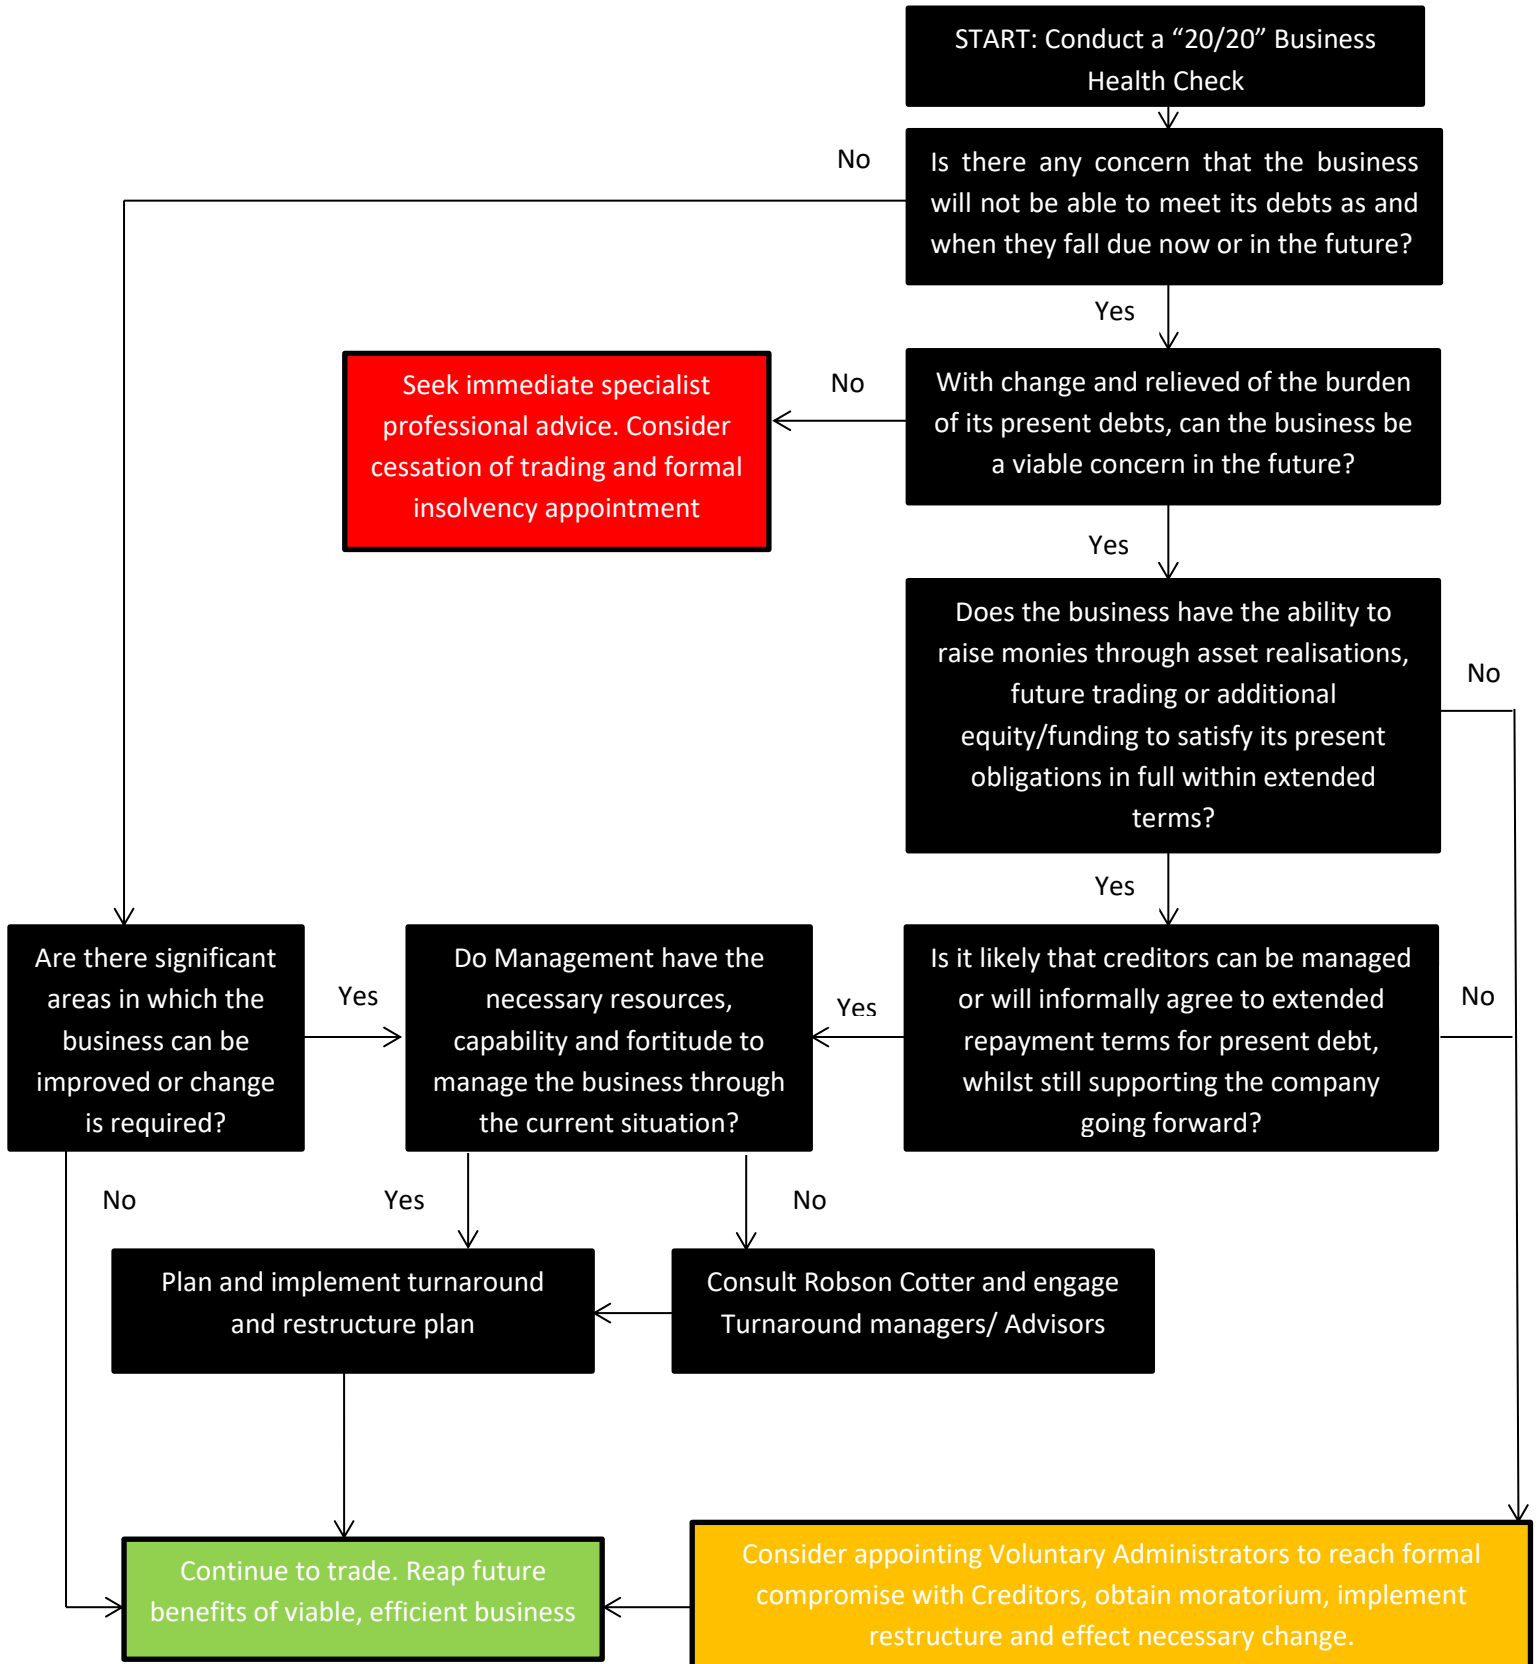 START: Conduct a “20/20” Business
Health Check
No
Is there any concern that the business
will not be able to meet its debts as and
when they fall due now or in the future?
Yes
Seek immediate specialist
professional advice. Consider
cessation of trading and formal
insolvency appointment
No
With change and relieved of the burden
of its present debts, can the business be
a viable concern in the future?
Yes
Does the business have the ability to
raise monies through asset realisations,
future trading or additional
equity/funding to satisfy its present
obligations in full within extended
terms?
No
Yes
Are there significant
areas in which the
business can be
improved or change
is required?
Yes
Do Management have the
necessary resources,
capability and fortitude to
manage the business through
the current situation?
Yes
Is it likely that creditors can be managed
or will informally agree to extended
repayment terms for present debt,
whilst still supporting the company
going forward?
No
No
Yes
No
Plan and implement turnaround
and restructure plan
Consult Robson Cotter and engage
Turnaround managers/ Advisors
Continue to trade. Reap future
benefits of viable, efficient business
Consider appointing Voluntary Administrators to reach formal
compromise with Creditors, obtain moratorium, implement
restructure and effect necessary change.